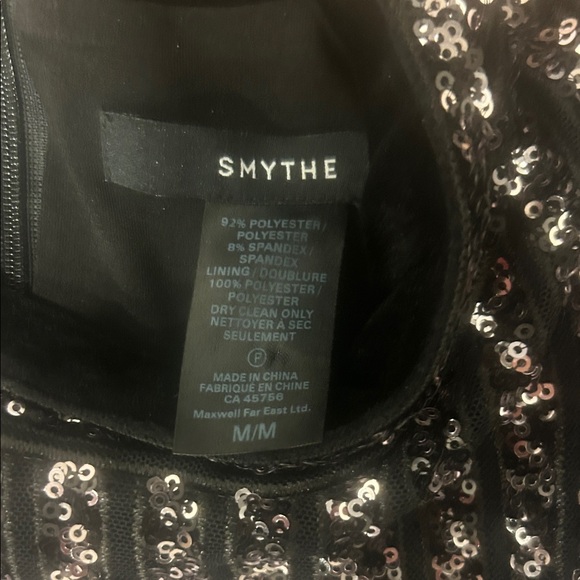 SMYTHE
92% POLYESTER/
POLYESTER
8% SPANDEX/
SPANDEX
LINING/DOUBLURE
100% POLYESTER/
POLYESTER
DRY CLEAN ONLY
NETTOYER À SEC
SEULEMENT
P
MADE IN CHINA
FABRIQUÉ EN CHINE
CA 45756
Maxwell Far East Ltd.
M/M